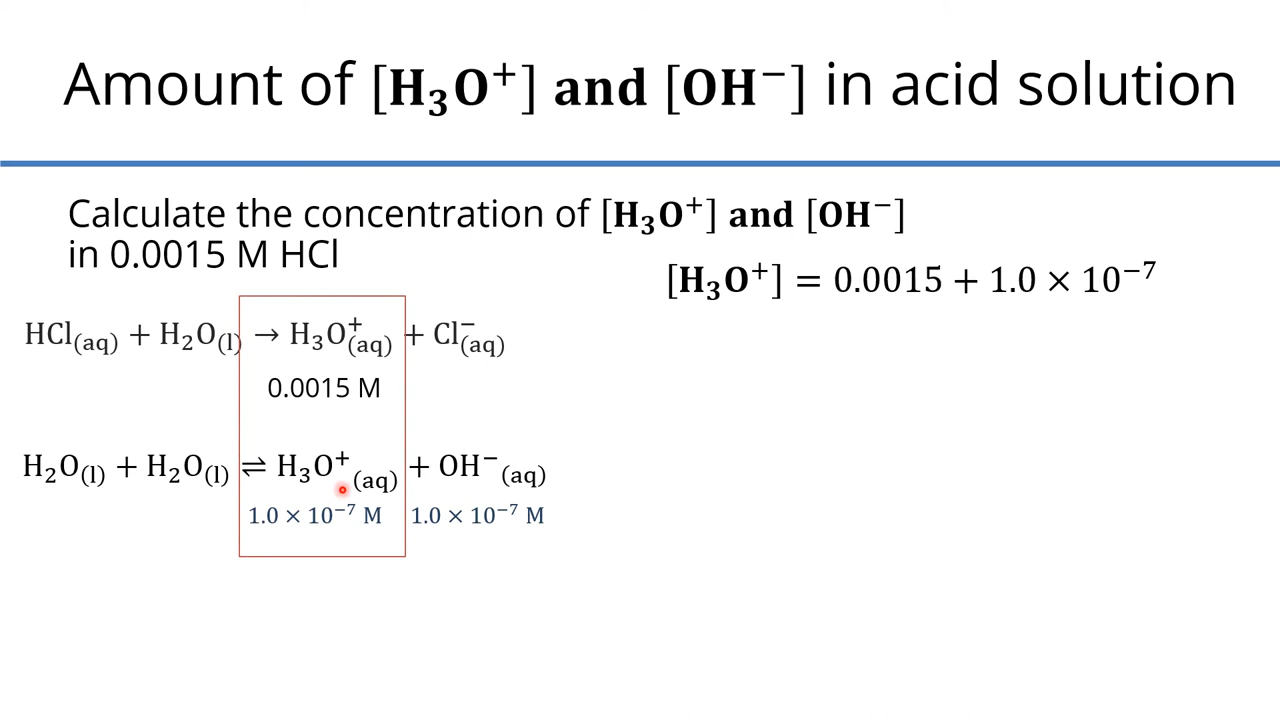 Amount of [H₃O⁺] and [OH⁻] in acid solution
Calculate the concentration of [H₃O⁺] and [OH⁻]
in 0.0015 M HCl
[H₃O⁺] = 0.0015 + 1.0 × 10⁻⁷
HCl₍aq₎ + H₂O₍l₎ → H₃O⁺₍aq₎ + Cl⁻₍aq₎
0.0015 M
H₂O₍l₎ + H₂O₍l₎ ⇌ H₃O⁺₍aq₎ + OH⁻₍aq₎
1.0 × 10⁻⁷ M 1.0 × 10⁻⁷ M